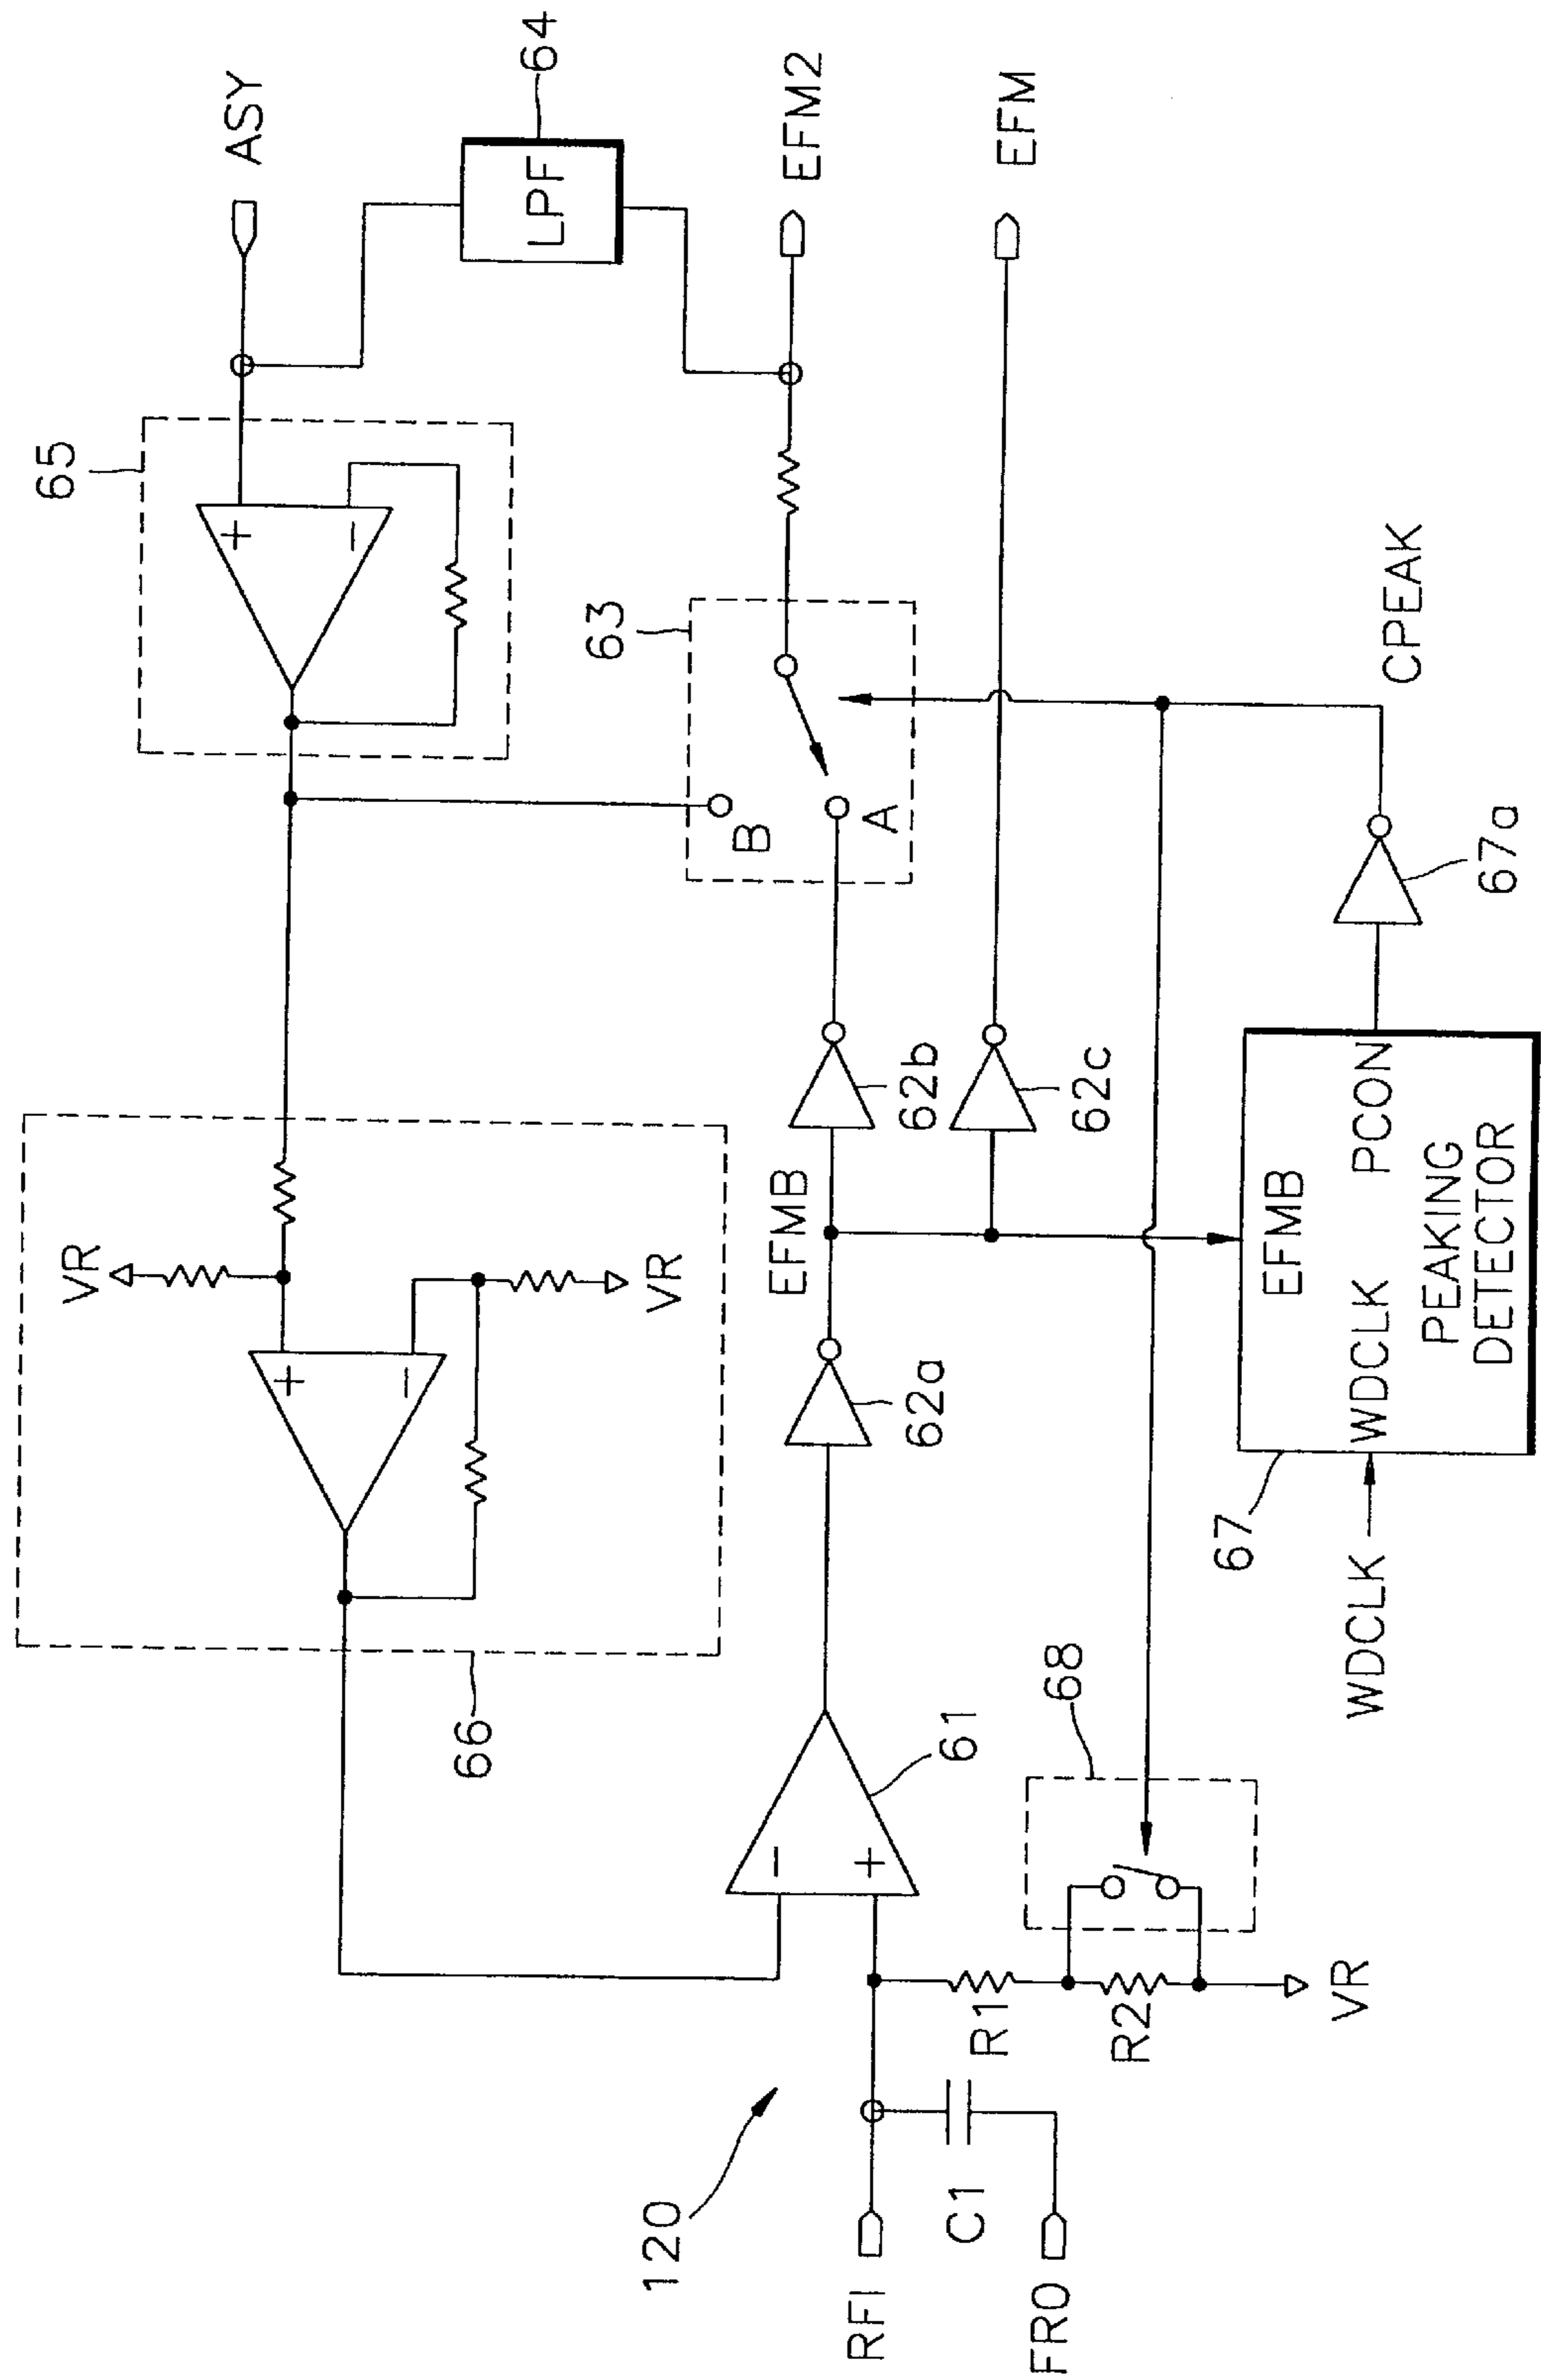 ASY
64
LPF
EFM2
EFM
65
+
−
63
B
A
CPEAK
VR
VR
+
−
66
EFMB
62a
62b
62c
67a
EFMB
WDCLK PCON
PEAKING
DETECTOR
67
WDCLK
61
−
+
68
R1
R2
VR
120
RFI
C1
FRO